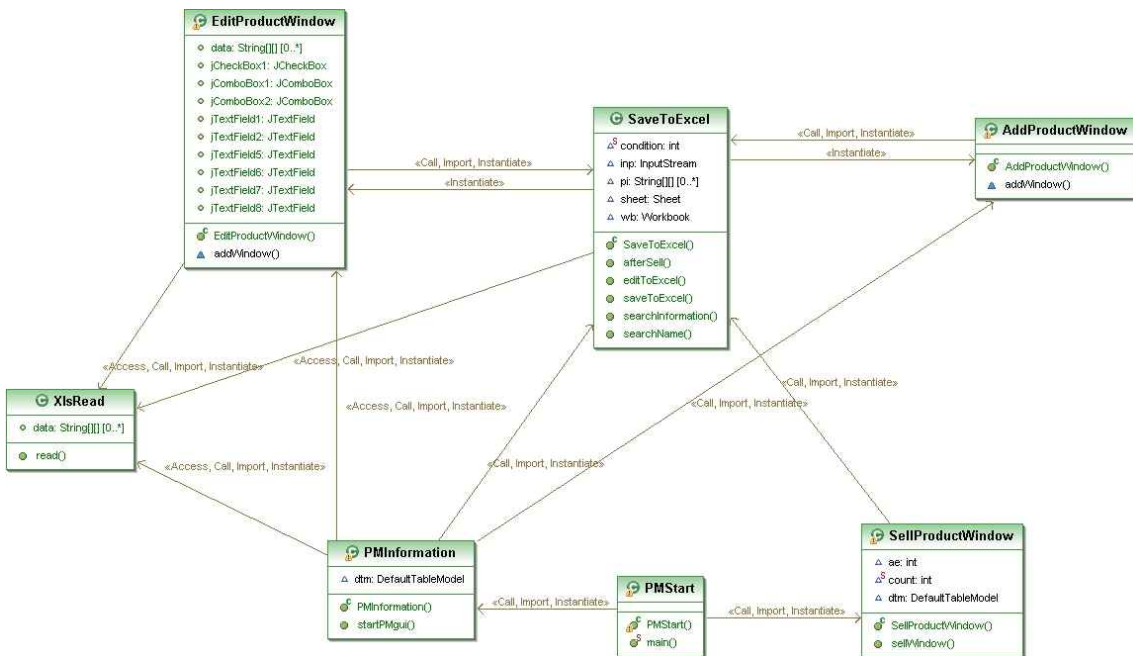 EditProductWindow
data: String[][] [0..*]
jCheckBox1: JCheckBox
jComboBox1: JComboBox
jComboBox2: JComboBox
jTextField1: JTextField
jTextField2: JTextField
jTextField5: JTextField
jTextField6: JTextField
jTextField7: JTextField
jTextField8: JTextField
EditProductWindow()
addWindow()
«Call, Import, Instantiate»
«Instantiate»
SaveToExcel
condition: int
inp: InputStream
pi: String[][] [0..*]
sheet: Sheet
wb: Workbook
SaveToExcel()
afterSell()
editToExcel()
saveToExcel()
searchInformation()
searchName()
«Call, Import, Instantiate»
«Instantiate»
AddProductWindow
AddProductWindow()
addWindow()
«Access, Call, Import, Instantiate»
«Access, Call, Import, Instantiate»
«Call, Import, Instantiate»
XlsRead
data: String[][] [0..*]
read()
«Access, Call, Import, Instantiate»
«Call, Import, Instantiate»
«Access, Call, Import, Instantiate»
«Call, Import, Instantiate»
PMInformation
dtm: DefaultTableModel
PMInformation()
startPMgui()
«Call, Import, Instantiate»
PMStart
PMStart()
main()
«Call, Import, Instantiate»
SellProductWindow
ae: int
count: int
dtm: DefaultTableModel
SellProductWindow()
sellWindow()